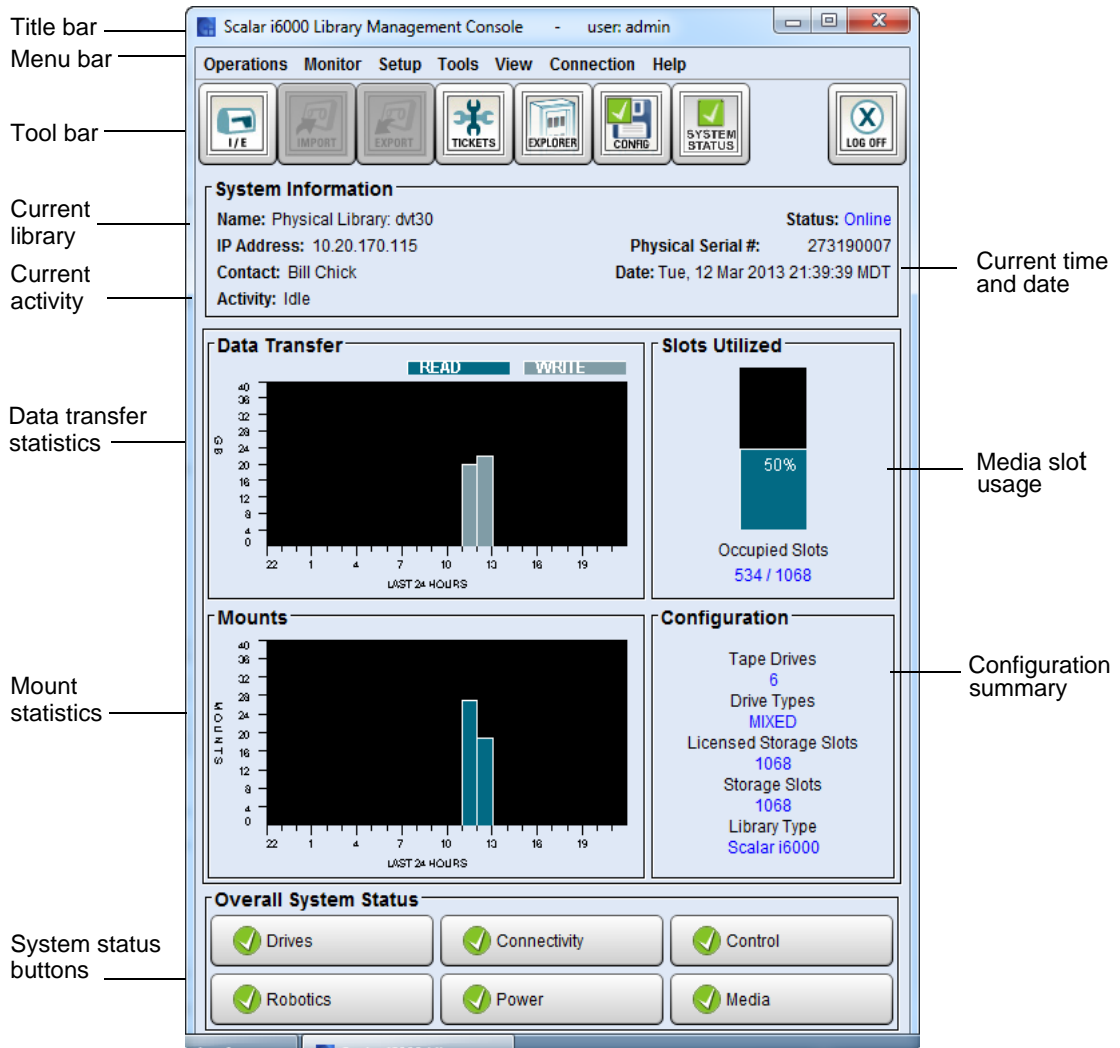 Title bar
Scalar i6000 Library Management Console - user: admin
Menu bar
Operations Monitor Setup Tools View Connection Help
Tool bar
I/E
IMPORT
EXPORT
TICKETS
EXPLORER
CONFIG
SYSTEM
STATUS
LOG OFF
System Information
Current
library
Name: Physical Library: dvt30
Status: Online
IP Address: 10.20.170.115
Physical Serial #: 273190007
Current
activity
Contact: Bill Chick
Date: Tue, 12 Mar 2013 21:39:39 MDT
Activity: Idle
Current time
and date
Data Transfer
READ WRITE
Data transfer
statistics
GB
40
36
32
28
24
20
16
12
8
4
0
22 1 4 7 10 13 16 19
LAST 24 HOURS
Slots Utilized
50%
Occupied Slots
534 / 1068
Media slot
usage
Mounts
Mount
statistics
MOUNTS
40
36
32
28
24
20
16
12
8
4
0
22 1 4 7 10 13 16 19
LAST 24 HOURS
Configuration
Tape Drives
6
Drive Types
MIXED
Licensed Storage Slots
1068
Storage Slots
1068
Library Type
Scalar i6000
Configuration
summary
Overall System Status
System status
buttons
Drives
Connectivity
Control
Robotics
Power
Media